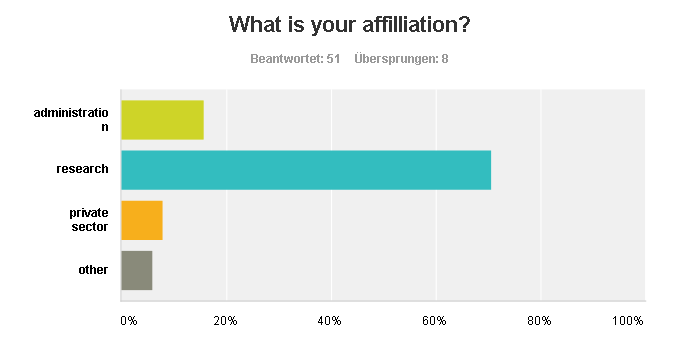 What is your affilliation?
Beantwortet: 51 Übersprungen: 8
administratio
n
research
private
sector
other
0% 20% 40% 60% 80% 100%